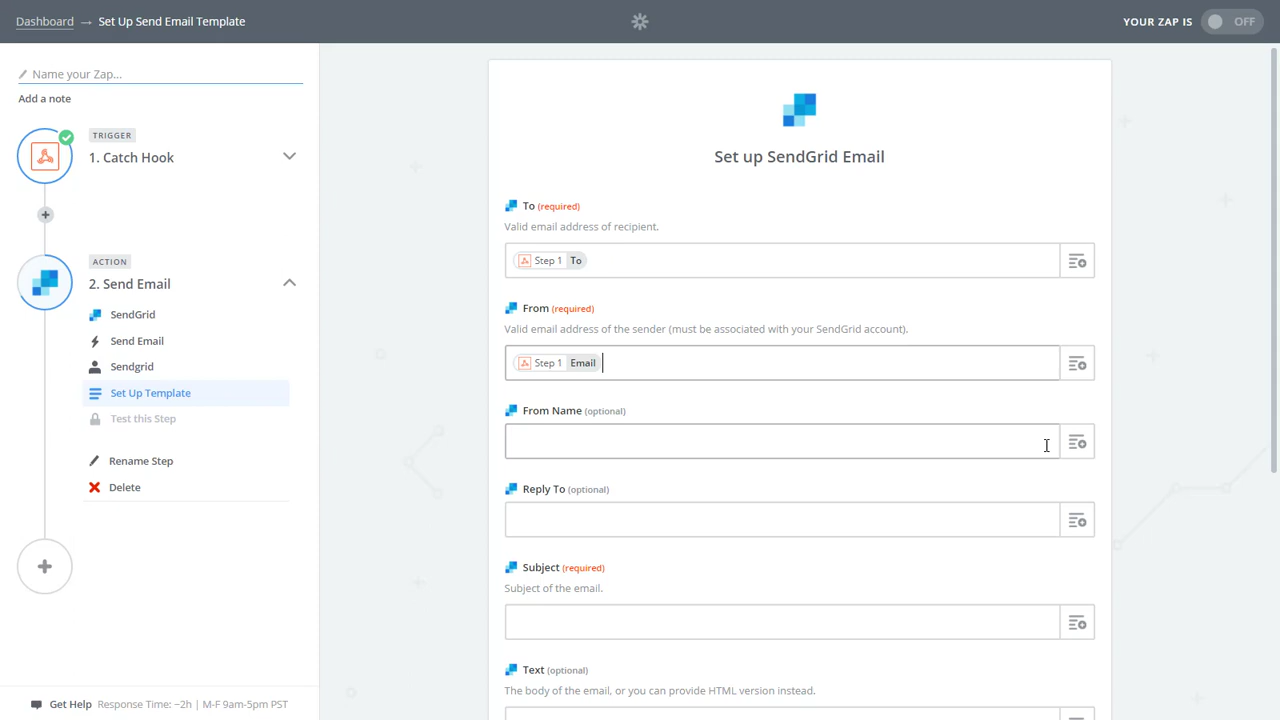 Dashboard → Set Up Send Email Template
YOUR ZAP IS OFF
Name your Zap...
Add a note
TRIGGER
1. Catch Hook
ACTION
2. Send Email
SendGrid
Send Email
Sendgrid
Set Up Template
Test this Step
Rename Step
Delete
Get Help Response Time: ~2h | M-F 9am-5pm PST
Set up SendGrid Email
To (required)
Valid email address of recipient.
Step 1 To
From (required)
Valid email address of the sender (must be associated with your SendGrid account).
Step 1 Email
From Name (optional)
Reply To (optional)
Subject (required)
Subject of the email.
Text (optional)
The body of the email, or you can provide HTML version instead.